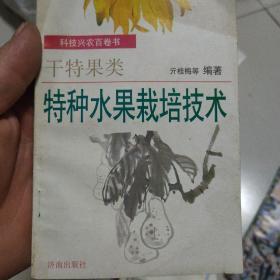 科技兴农百卷书
干特果类
亓桂梅等 编著
特种水果栽培技术
济南出版社